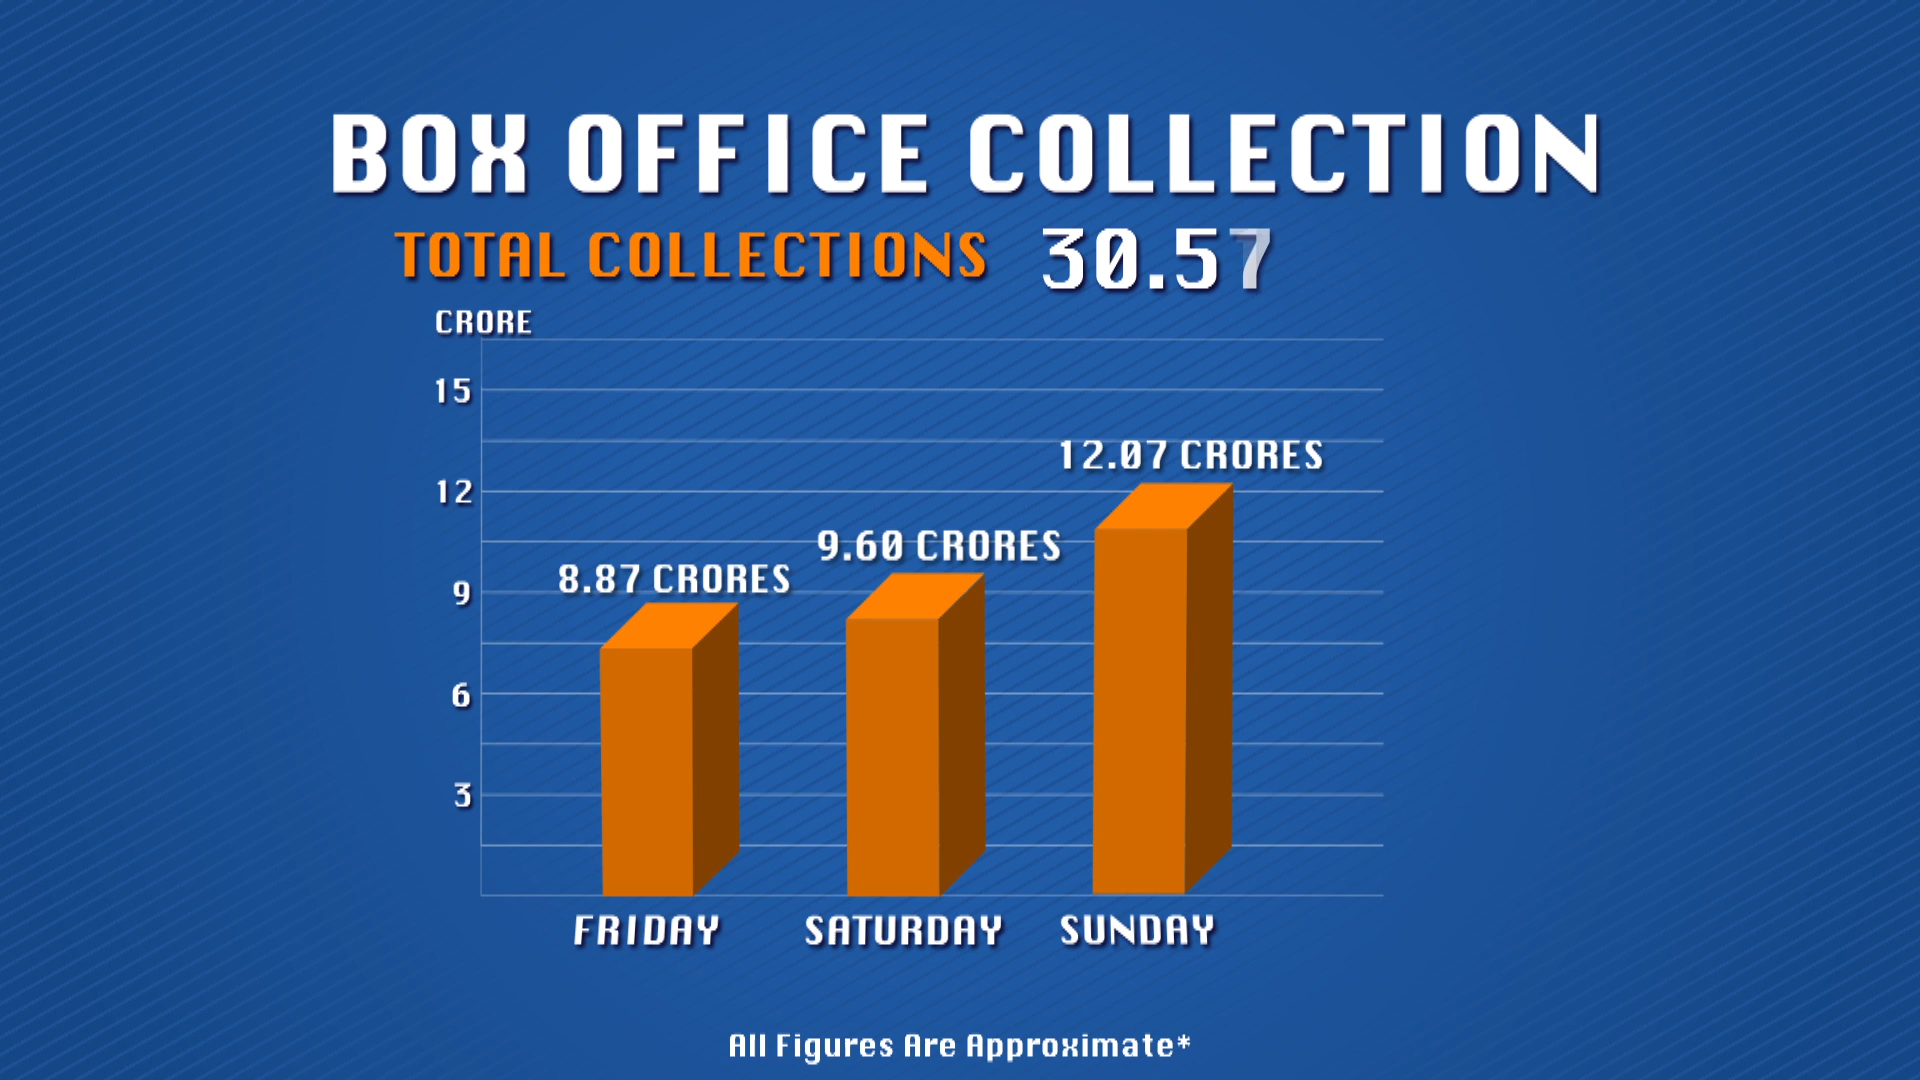 BOX OFFICE COLLECTION
TOTAL COLLECTIONS 30.57
CRORE
15
12.07 CRORES
12
9.60 CRORES
8.87 CRORES
9
6
3
FRIDAY SATURDAY SUNDAY
All Figures Are Approximate*